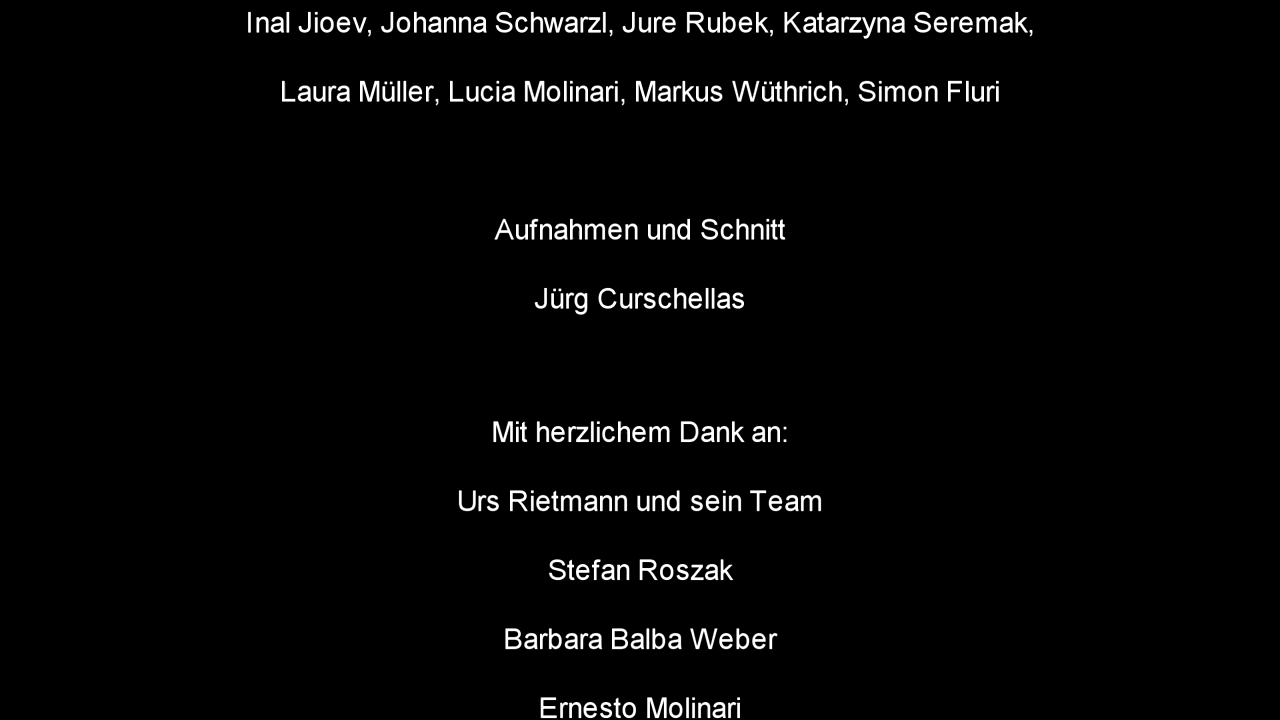 Inal Jioev, Johanna Schwarzl, Jure Rubek, Katarzyna Seremak,
Laura Müller, Lucia Molinari, Markus Wüthrich, Simon Fluri
Aufnahmen und Schnitt
Jürg Curschellas
Mit herzlichem Dank an:
Urs Rietmann und sein Team
Stefan Roszak
Barbara Balba Weber
Ernesto Molinari